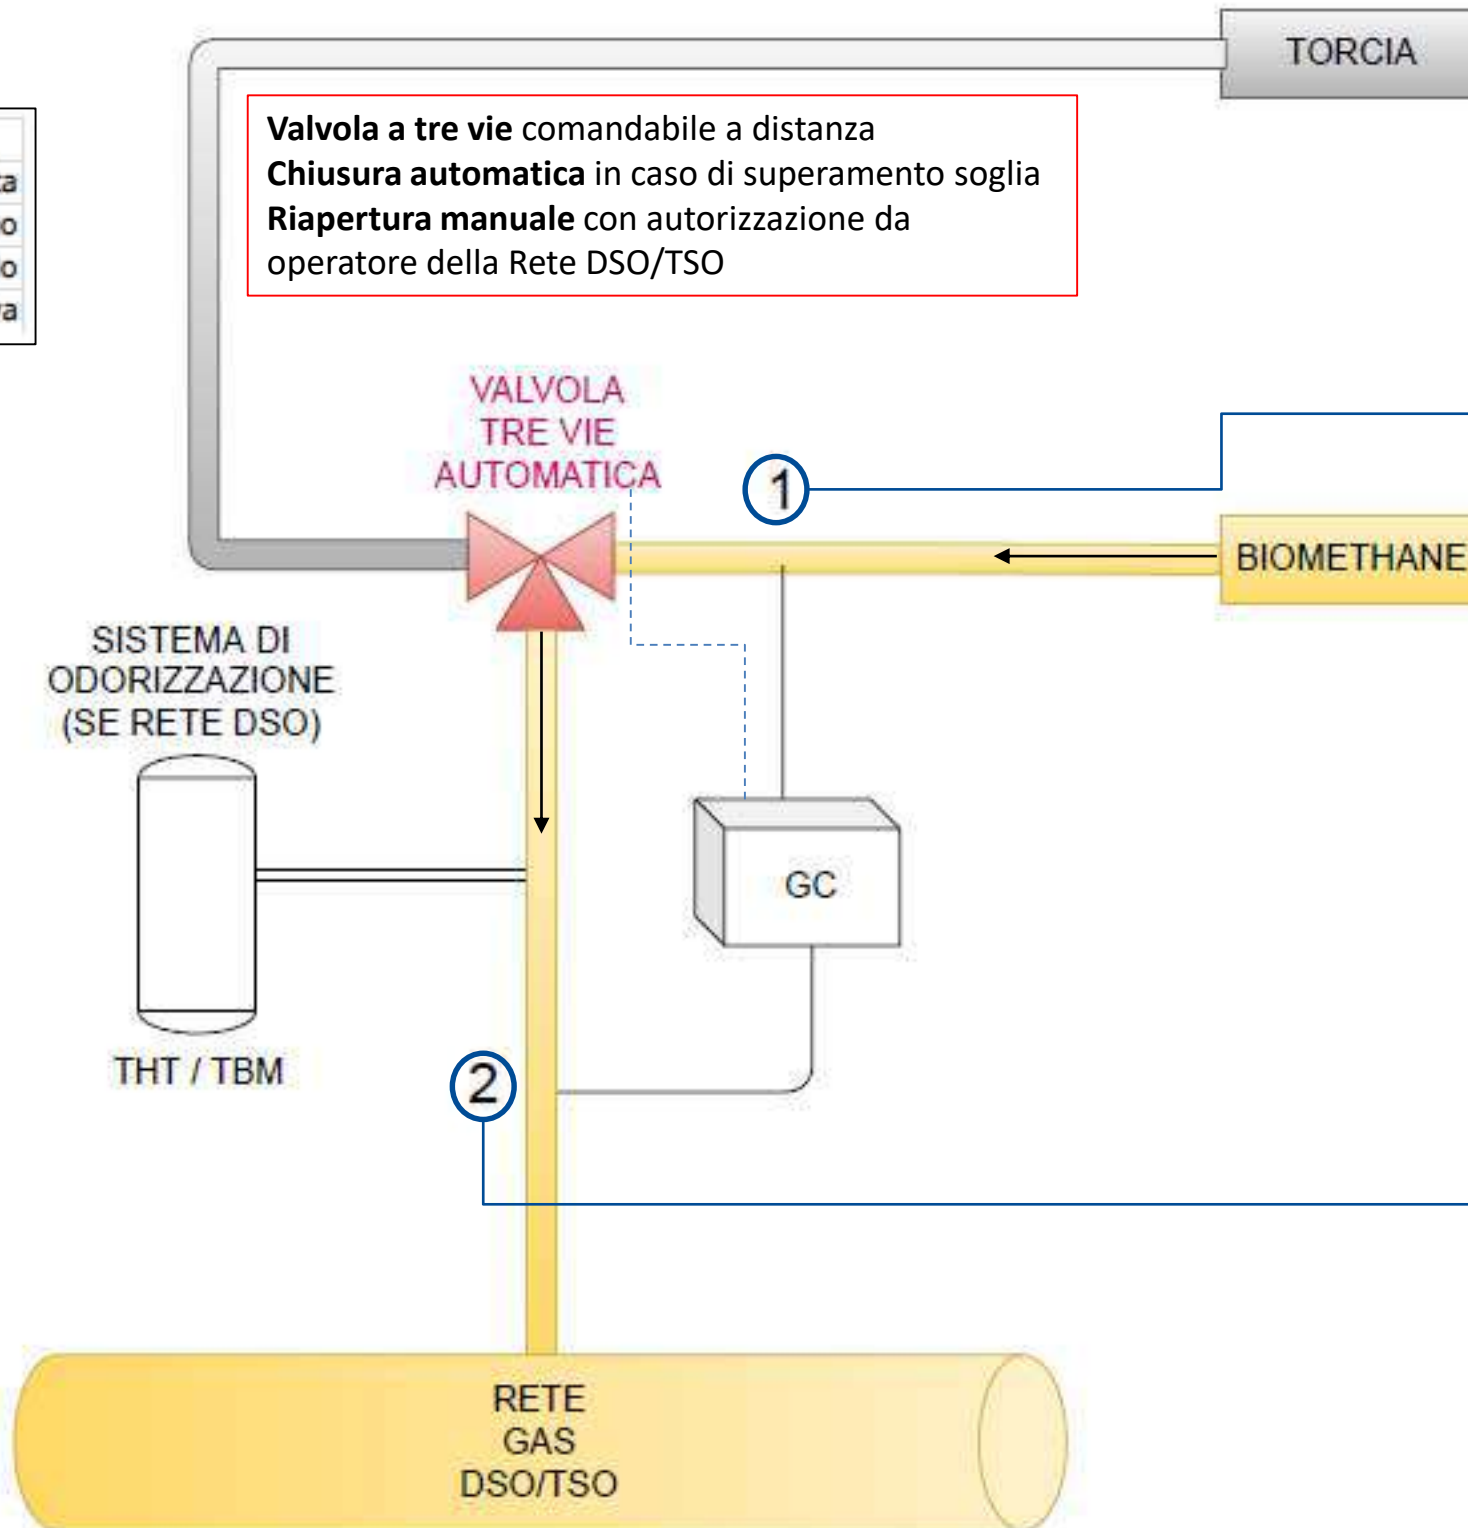 TORCIA
Valvola a tre vie comandabile a distanza
Chiusura automatica in caso di superamento soglia
Riapertura manuale con autorizzazione da
operatore della Rete DSO/TSO
VALVOLA
TRE VIE
AUTOMATICA
1
BIOMETHANE
SISTEMA DI
ODORIZZAZIONE
(SE RETE DSO)
GC
THT / TBM
2
RETE
GAS
DSO/TSO